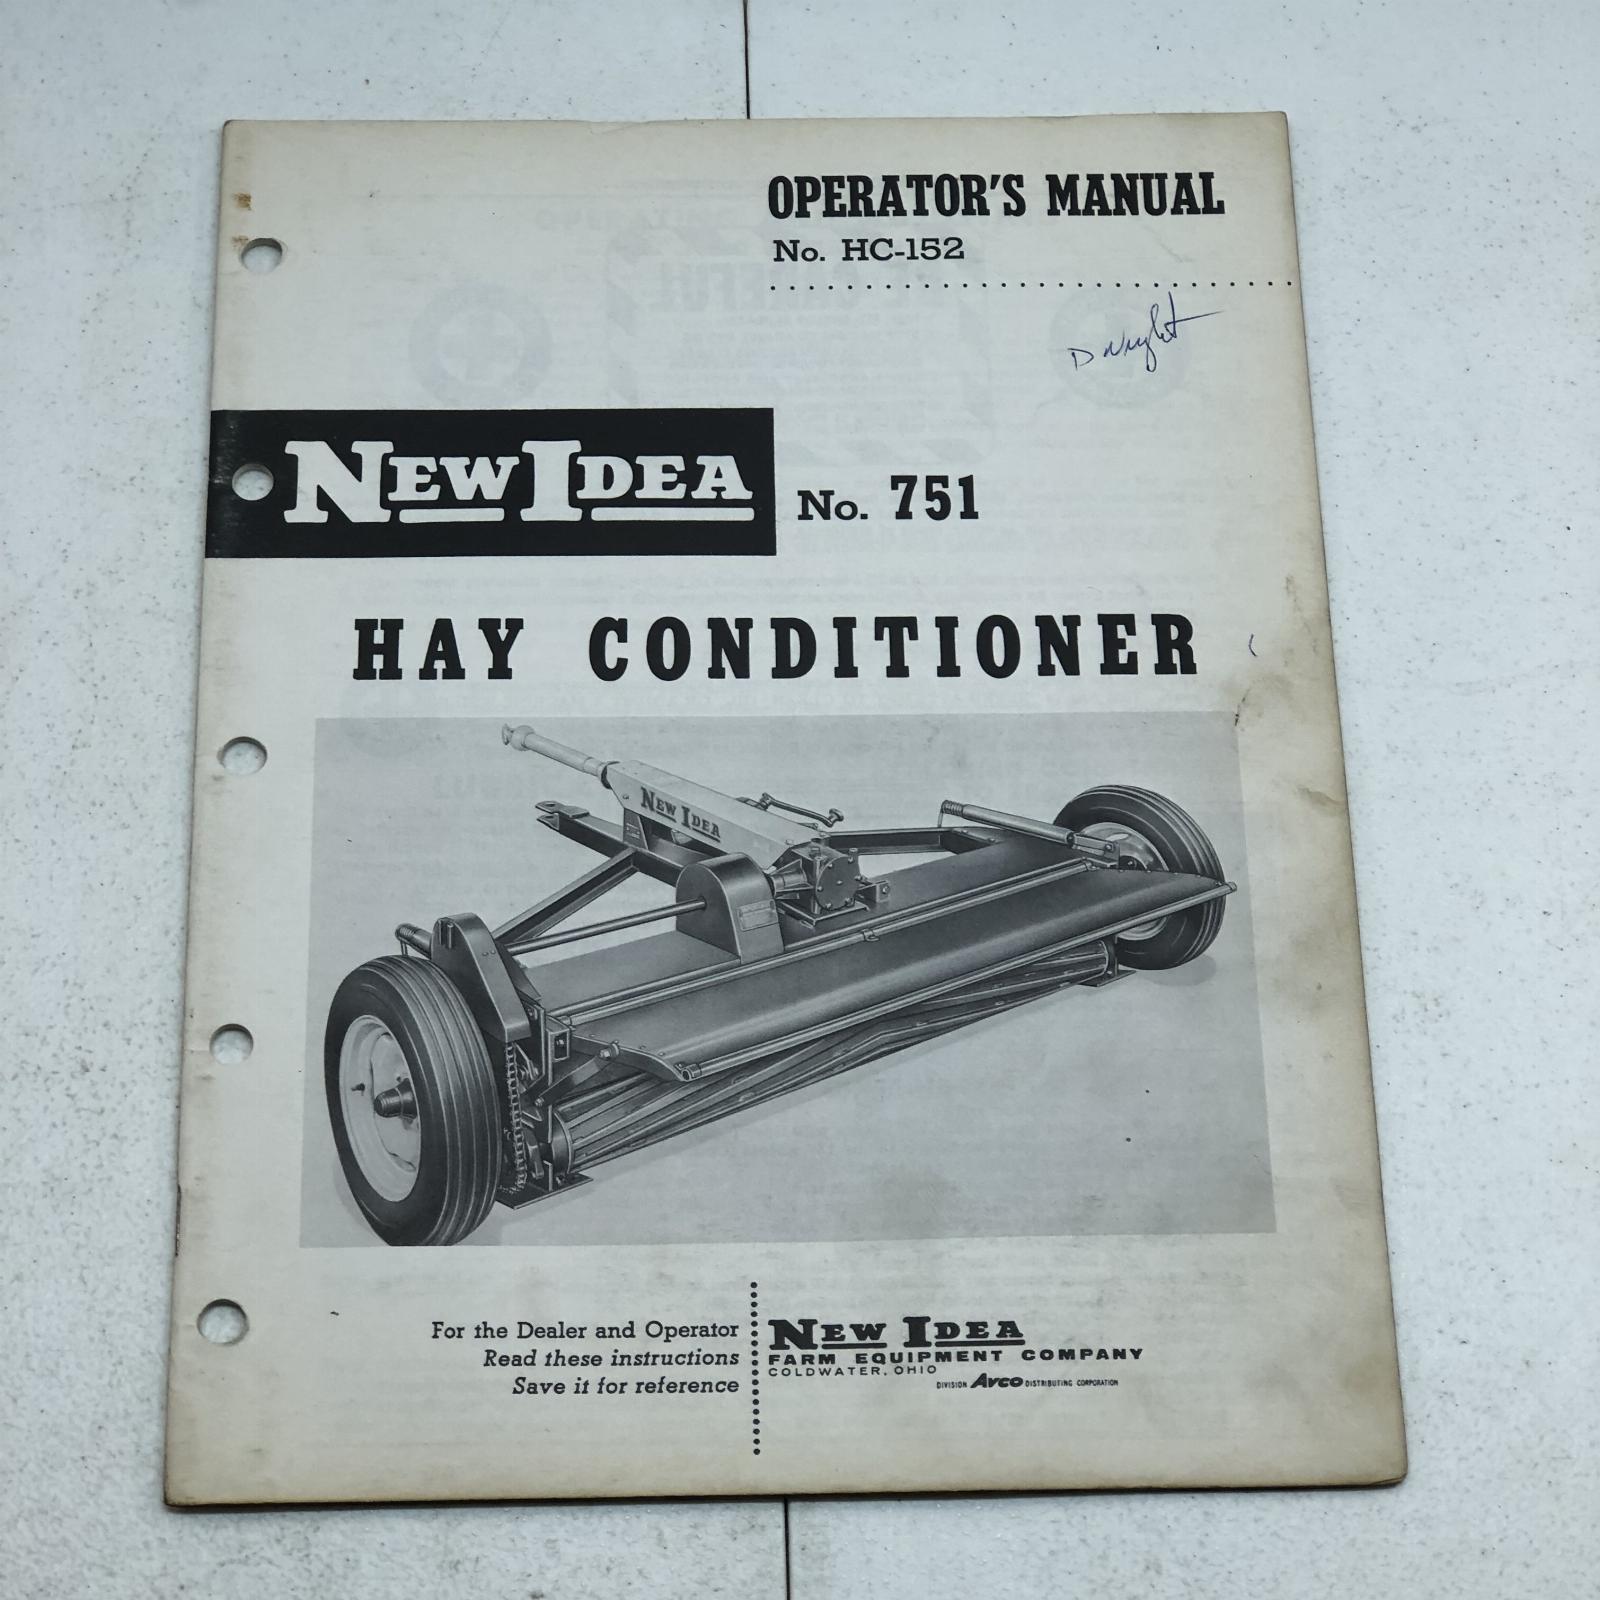 OPERATOR'S MANUAL
No. HC-152
NEW IDEA No. 751
HAY CONDITIONER
NEW IDEA
For the Dealer and Operator
Read these instructions
Save it for reference
NEW IDEA
FARM EQUIPMENT COMPANY
COLDWATER, OHIO
DIVISION Avco DISTRIBUTING CORPORATION